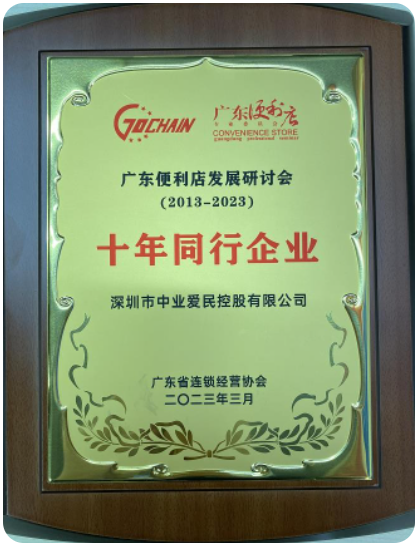 GOCHAIN
广东便利店
CONVENIENCE STORE
广东便利店发展研讨会
(2013-2023)
十年同行企业
深圳市中业爱民控股有限公司
广东省连锁经营协会
二〇二三年三月